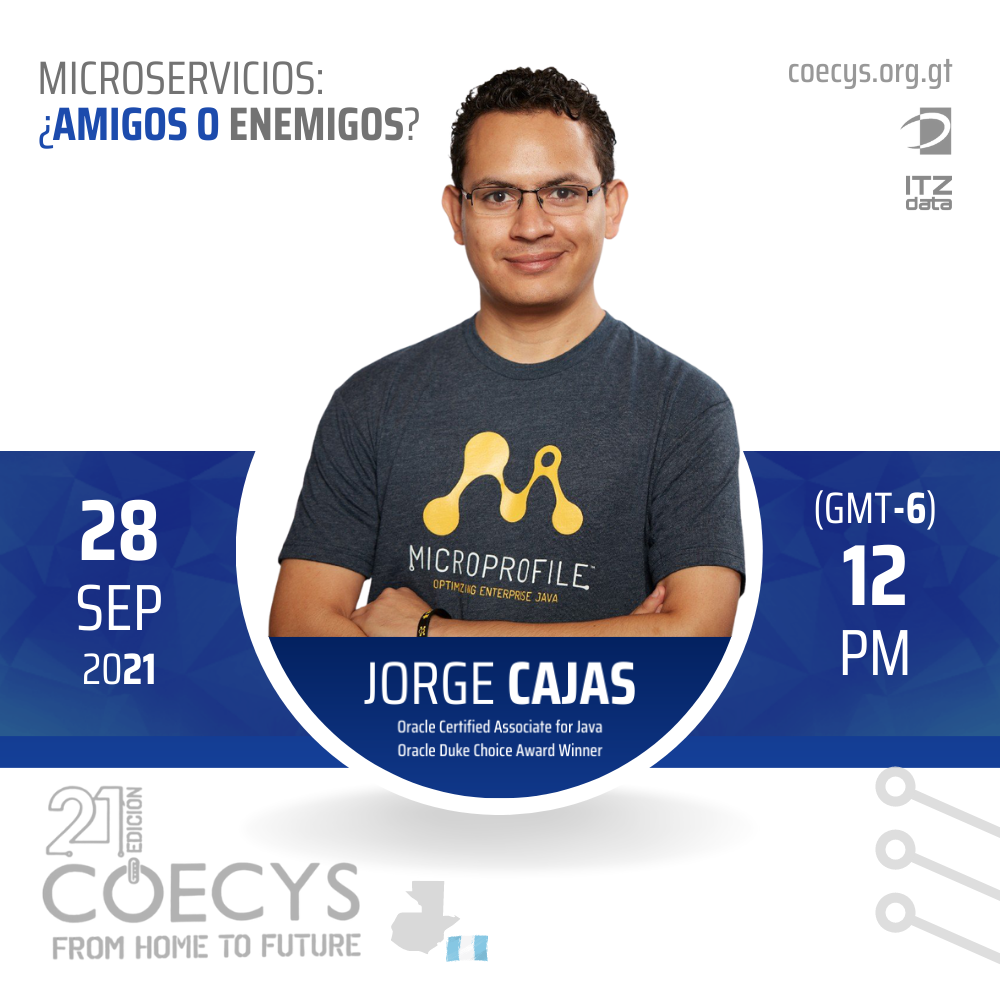 MICROSERVICIOS:
¿AMIGOS O ENEMIGOS?
coecys.org.gt
ITZ
data
MICROPROFILE™
OPTIMIZING ENTERPRISE JAVA
28
SEP
2021
(GMT-6)
12
PM
JORGE CAJAS
Oracle Certified Associate for Java
Oracle Duke Choice Award Winner
21 EDICIÓN
COECYS
FROM HOME TO FUTURE